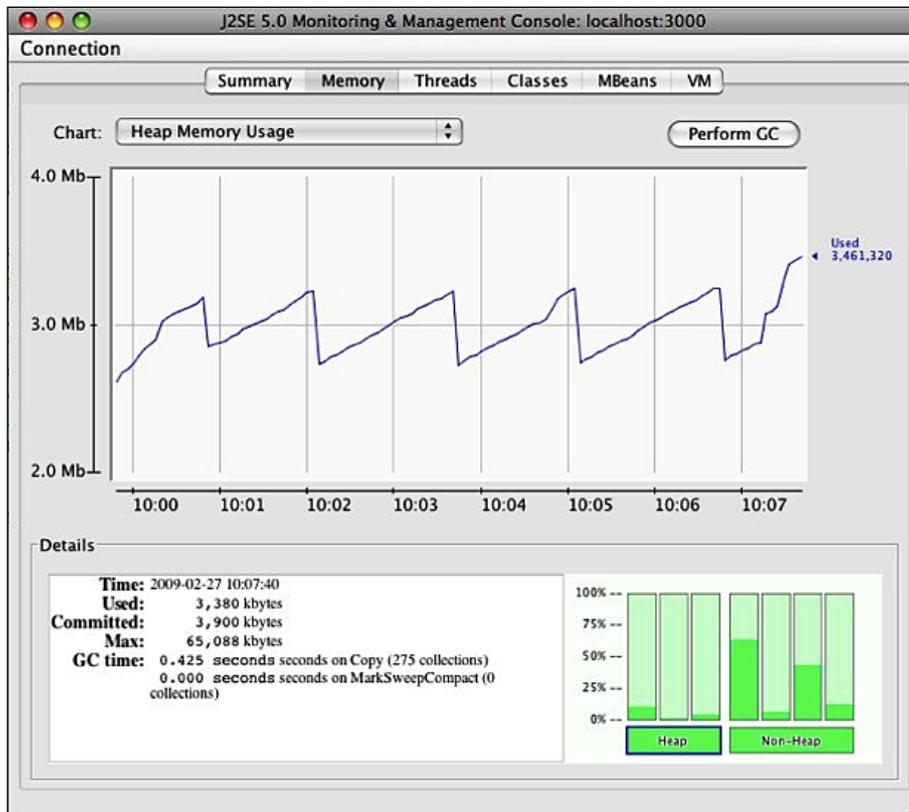 J2SE 5.0 Monitoring & Management Console: localhost:3000
Connection
Summary Memory Threads Classes MBeans VM
Chart: Heap Memory Usage Perform GC
4.0 Mb
Used
3,461,320
3.0 Mb
2.0 Mb
10:00 10:01 10:02 10:03 10:04 10:05 10:06 10:07
Details
Time: 2009-02-27 10:07:40
Used: 3,380 kbytes
Committed: 3,900 kbytes
Max: 65,088 kbytes
GC time: 0.425 seconds seconds on Copy (275 collections)
0.000 seconds seconds on MarkSweepCompact (0
collections)
100% --
75% --
50% --
25% --
0% --
Heap Non-Heap